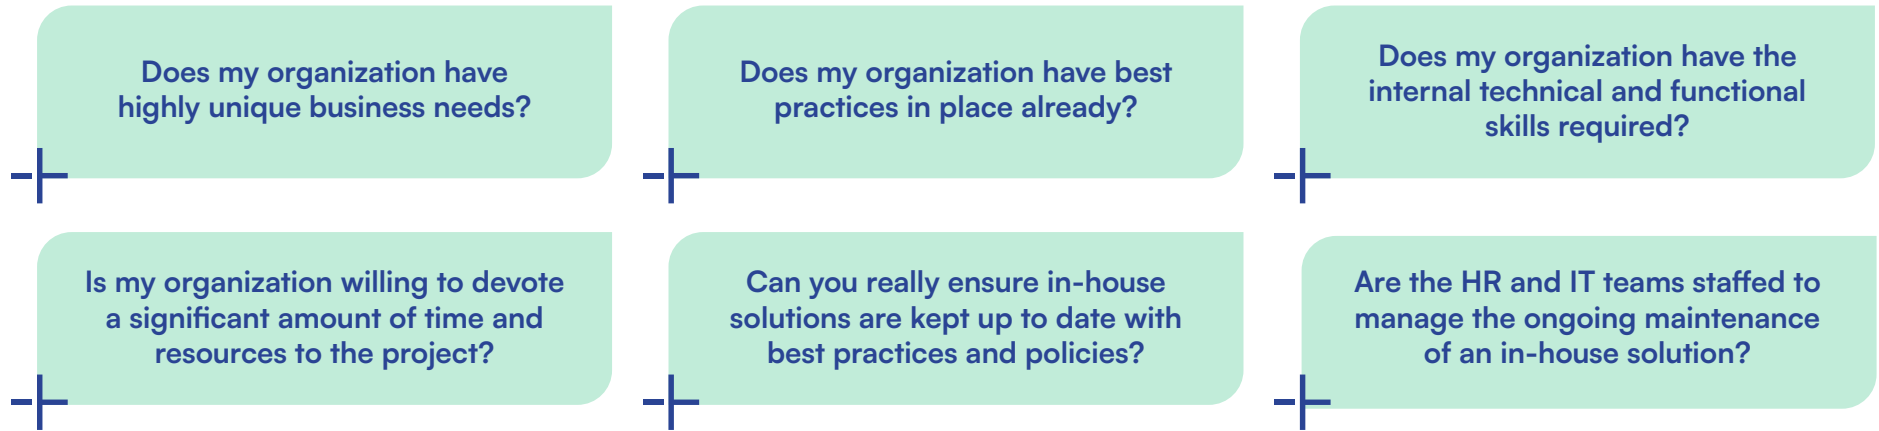 Does my organization have
highly unique business needs?
Does my organization have best
practices in place already?
Does my organization have the
internal technical and functional
skills required?
Is my organization willing to devote
a significant amount of time and
resources to the project?
Can you really ensure in-house
solutions are kept up to date with
best practices and policies?
Are the HR and IT teams staffed to
manage the ongoing maintenance
of an in-house solution?